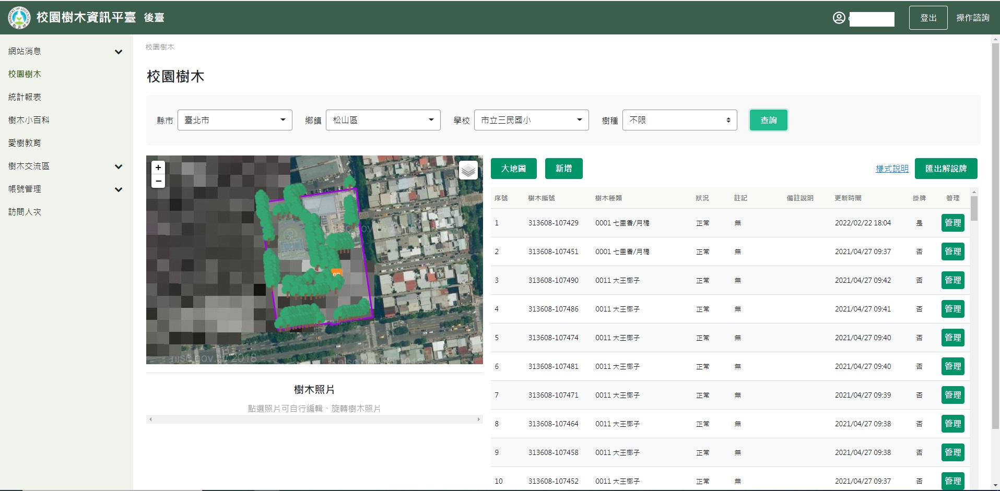 校園樹木資訊平臺 後臺
登出
操作諮詢
網站消息
校園樹木
統計報表
樹木小百科
愛樹教育
樹木交流區
帳號管理
訪問人次
校園樹木
校園樹木
縣市 臺北市 鄉鎮 松山區 學校 市立三民國小 樹種 不限 查詢
+
−
樹木照片
點選照片可自行編輯、旋轉樹木照片
大地圖 新增 樣式說明 匯出解說牌
序號 樹木編號 樹木種類 狀況 註記 備註說明 更新時間 掛牌 管理
1 313608-107429 0001 七里香/月橘 正常 無 2022/02/22 18:04 是 管理
2 313608-107451 0001 七里香/月橘 正常 無 2021/04/27 09:37 否 管理
3 313608-107490 0011 大王椰子 正常 無 2021/04/27 09:42 否 管理
4 313608-107486 0011 大王椰子 正常 無 2021/04/27 09:41 否 管理
5 313608-107474 0011 大王椰子 正常 無 2021/04/27 09:40 否 管理
6 313608-107481 0011 大王椰子 正常 無 2021/04/27 09:40 否 管理
7 313608-107471 0011 大王椰子 正常 無 2021/04/27 09:39 否 管理
8 313608-107464 0011 大王椰子 正常 無 2021/04/27 09:38 否 管理
9 313608-107458 0011 大王椰子 正常 無 2021/04/27 09:38 否 管理
10 313608-107452 0011 大王椰子 正常 無 2021/04/27 09:37 否 管理